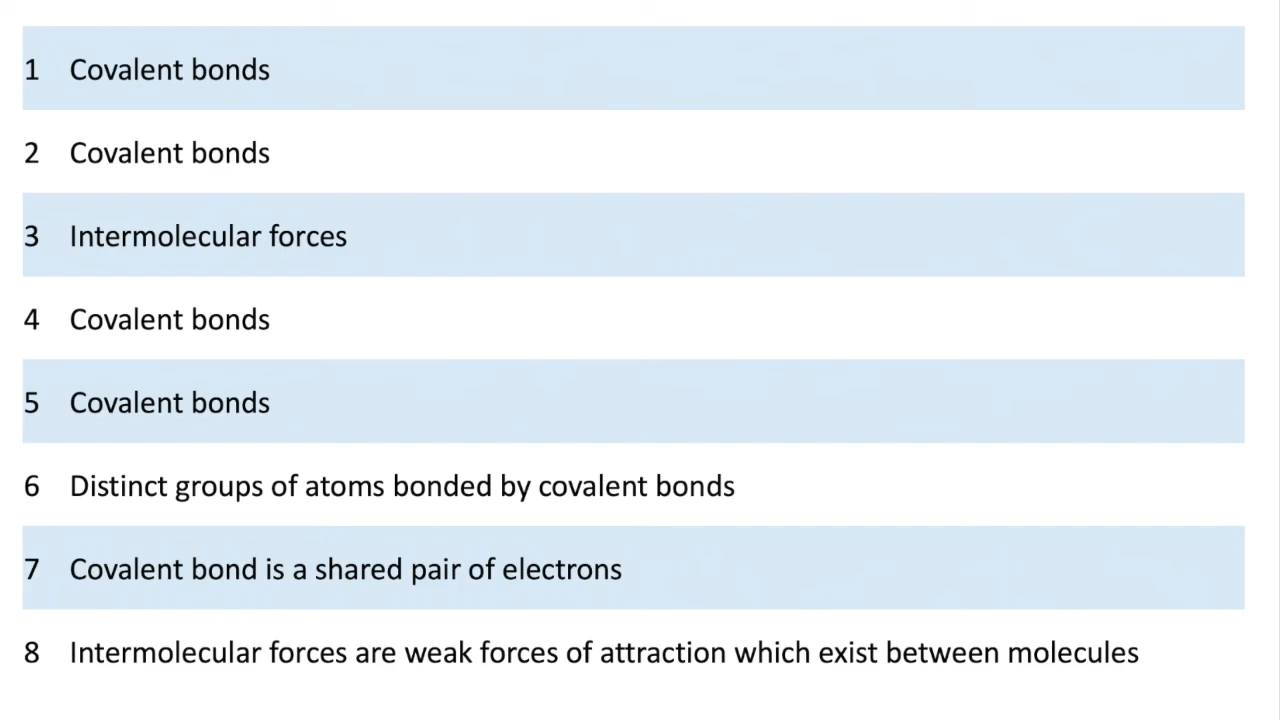 1 Covalent bonds
2 Covalent bonds
3 Intermolecular forces
4 Covalent bonds
5 Covalent bonds
6 Distinct groups of atoms bonded by covalent bonds
7 Covalent bond is a shared pair of electrons
8 Intermolecular forces are weak forces of attraction which exist between molecules